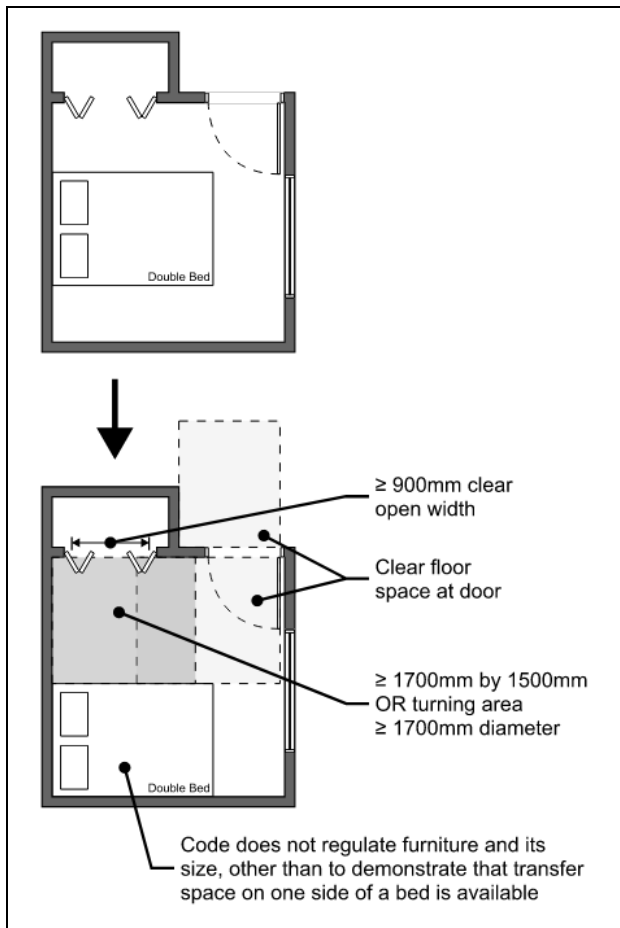 Double Bed
≥ 900mm clear
open width
Clear floor
space at door
≥ 1700mm by 1500mm
OR turning area
≥ 1700mm diameter
Double Bed
Code does not regulate furniture and its
size, other than to demonstrate that transfer
space on one side of a bed is available